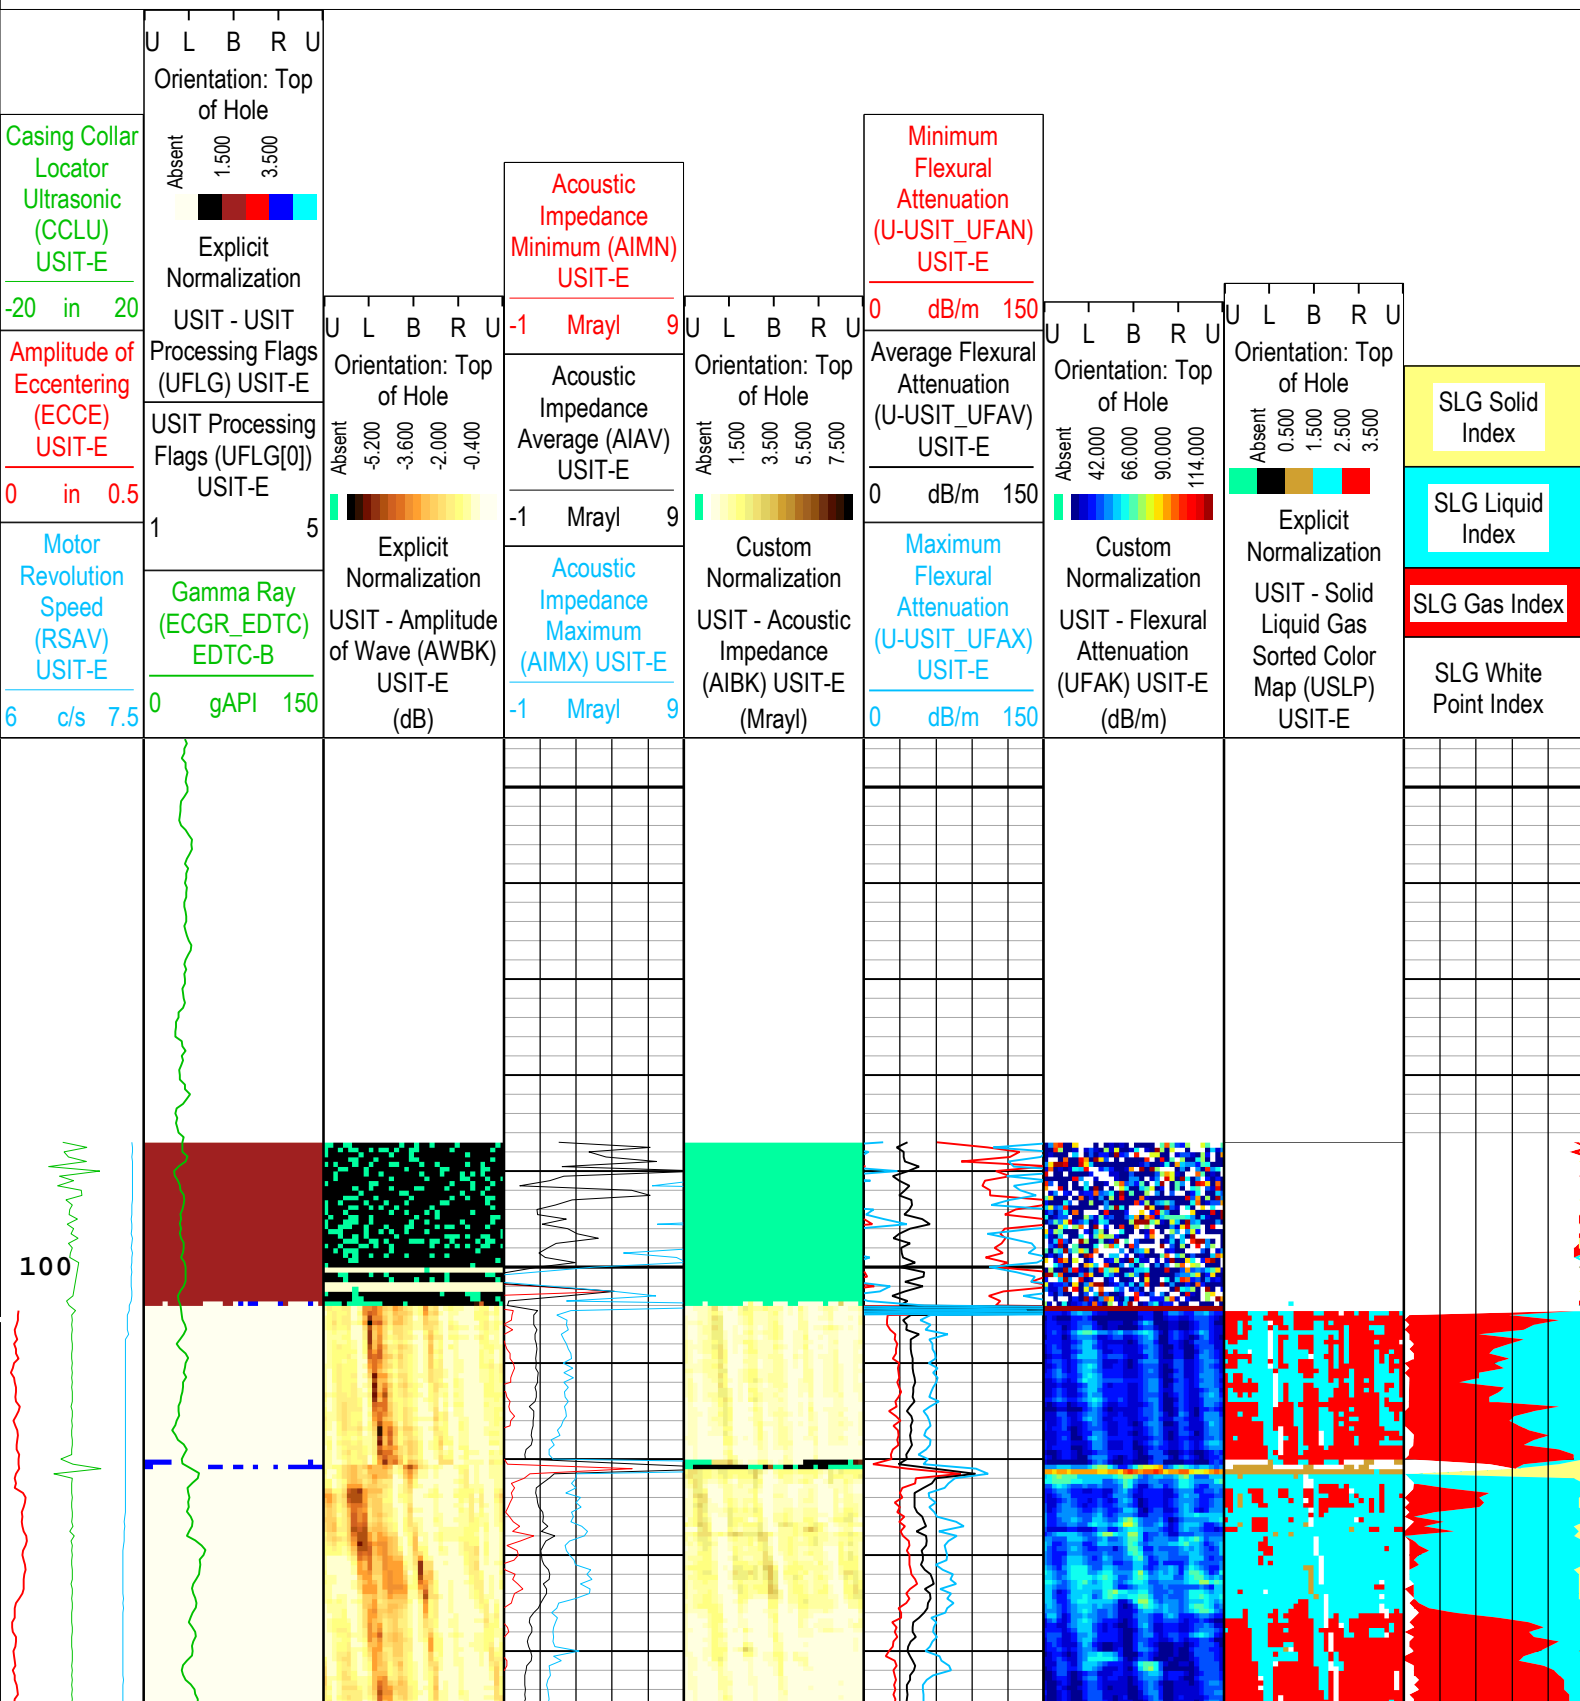 Casing Collar
Locator
Ultrasonic
(CCLU)
USIT-E
-20 in 20
Amplitude of
Eccentering
(ECCE)
USIT-E
0 in 0.5
Motor
Revolution
Speed
(RSAV)
USIT-E
6 c/s 7.5
U L B R U
Orientation: Top
of Hole
Absent 1.500 3.500
Explicit
Normalization
USIT - USIT
Processing Flags
(UFLG) USIT-E
USIT Processing
Flags (UFLG[0])
USIT-E
1 5
Gamma Ray
(ECGR_EDTC)
EDTC-B
0 gAPI 150
U L B R U
Orientation: Top
of Hole
Absent -5.200 -3.600 -2.000 -0.400
Explicit
Normalization
USIT - Amplitude
of Wave (AWBK)
USIT-E
(dB)
Acoustic
Impedance
Minimum (AIMN)
USIT-E
-1 Mrayl 9
Acoustic
Impedance
Average (AIAV)
USIT-E
-1 Mrayl 9
Acoustic
Impedance
Maximum
(AIMX) USIT-E
-1 Mrayl 9
U L B R U
Orientation: Top
of Hole
Absent 1.500 3.500 5.500 7.500
Custom
Normalization
USIT - Acoustic
Impedance
(AIBK) USIT-E
(Mrayl)
Minimum
Flexural
Attenuation
(U-USIT_UFAN)
USIT-E
0 dB/m 150
Average Flexural
Attenuation
(U-USIT_UFAV)
USIT-E
0 dB/m 150
Maximum
Flexural
Attenuation
(U-USIT_UFAX)
USIT-E
0 dB/m 150
U L B R U
Orientation: Top
of Hole
Absent 42.000 66.000 90.000 114.000
Custom
Normalization
USIT - Flexural
Attenuation
(UFAK) USIT-E
(dB/m)
U L B R U
Orientation: Top
of Hole
Absent 0.500 1.500 2.500 3.500
Explicit
Normalization
USIT - Solid
Liquid Gas
Sorted Color
Map (USLP)
USIT-E
SLG Solid
Index
SLG Liquid
Index
SLG Gas Index
SLG White
Point Index
100